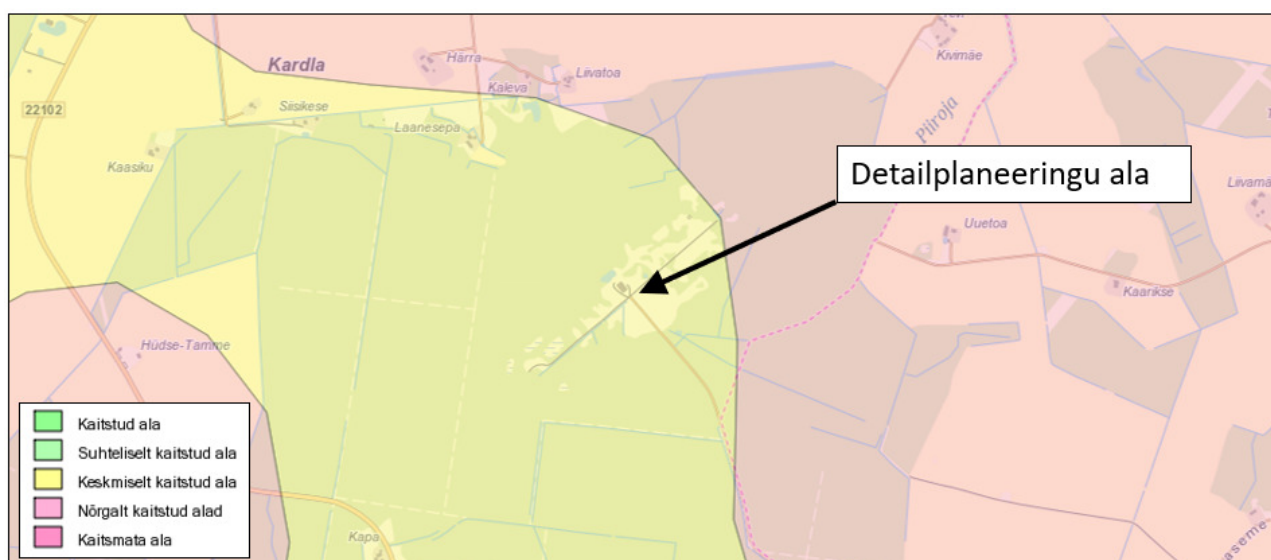 Kardla
Härra
Kaleva
Liivatoa
Kivimäe
22102
Siisikese
Laanesepa
Kaasiku
Piiroja
Detailplaneeringu ala
Uuetoa
Kaarikse
Hüdse-Tamme
Kapa
Kaitstud ala
Suhteliselt kaitstud ala
Keskmiselt kaitstud ala
Nõrgalt kaitstud alad
Kaitsmata ala